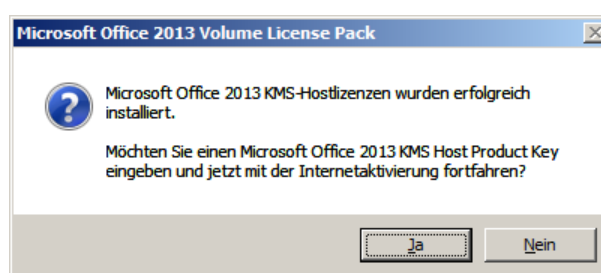 Microsoft Office 2013 Volume License Pack
Microsoft Office 2013 KMS-Hostlizenzen wurden erfolgreich
installiert.
Möchten Sie einen Microsoft Office 2013 KMS Host Product Key
eingeben und jetzt mit der Internetaktivierung fortfahren?
Ja
Nein